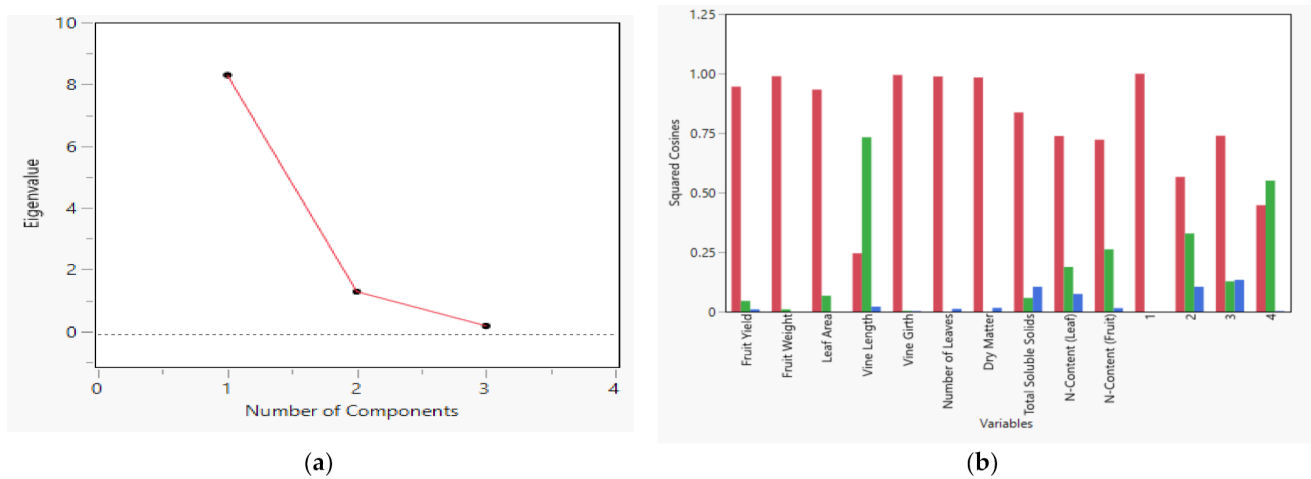 10
8
6
4
2
0
Eigenvalue
0
1
2
3
4
Number of Components
(a)
1.25
1.00
0.75
0.50
0.25
0
Squared Cosines
Fruit Yield
Fruit Weight
Leaf Area
Vine Length
Vine Girth
Number of Leaves
Dry Matter
Total Soluble Solids
N-Content (Leaf)
N-Content (Fruit)
1
2
3
4
Variables
(b)